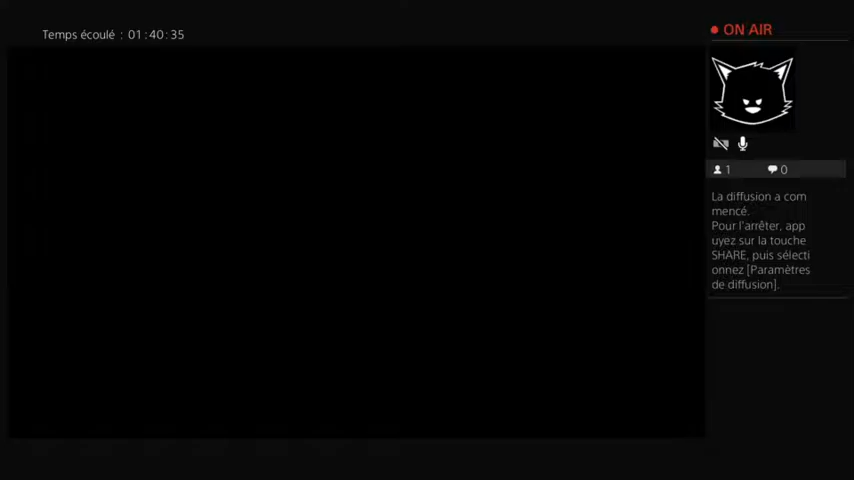 Temps écoulé : 01:40:35
ON AIR
1 0
La diffusion a com
mencé.
Pour l'arrêter, app
uyez sur la touche
SHARE, puis sélecti
onnez [Paramètres
de diffusion].